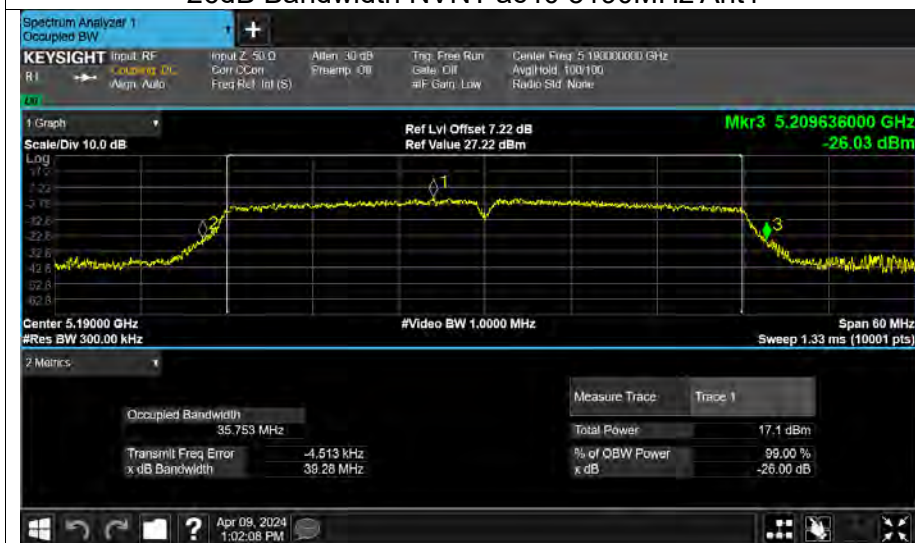 Spectrum Analyzer 1
Occupied BW
+
KEYSIGHT Input: RF Input Z: 50 Ω Atten: 30 dB Trig: Free Run Center Freq: 5.190000000 GHz
R L Coupling: DC Corr CCorr Preamp: Off Gate: Off Avg|Hold: 100/100
Align: Auto Freq Ref: Int (S) #IF Gain: Low Radio Std: None
1 Graph
Ref Lvl Offset 7.22 dB
Mkr3 5.209636000 GHz
Scale/Div 10.0 dB
Ref Value 27.22 dBm
-26.03 dBm
Log
17.2
7.22
-2.78
-12.8
-22.8
-32.8
-42.8
-52.8
-62.8
1
2
3
Center 5.19000 GHz
#Video BW 1.0000 MHz
Span 60 MHz
#Res BW 300.00 kHz
Sweep 1.33 ms (10001 pts)
2 Metrics
Measure Trace Trace 1
Occupied Bandwidth
35.753 MHz
Total Power 17.1 dBm
Transmit Freq Error -4.513 kHz
% of OBW Power 99.00 %
x dB Bandwidth 39.28 MHz
x dB -26.00 dB
?
Apr 09, 2024
1:02:08 PM